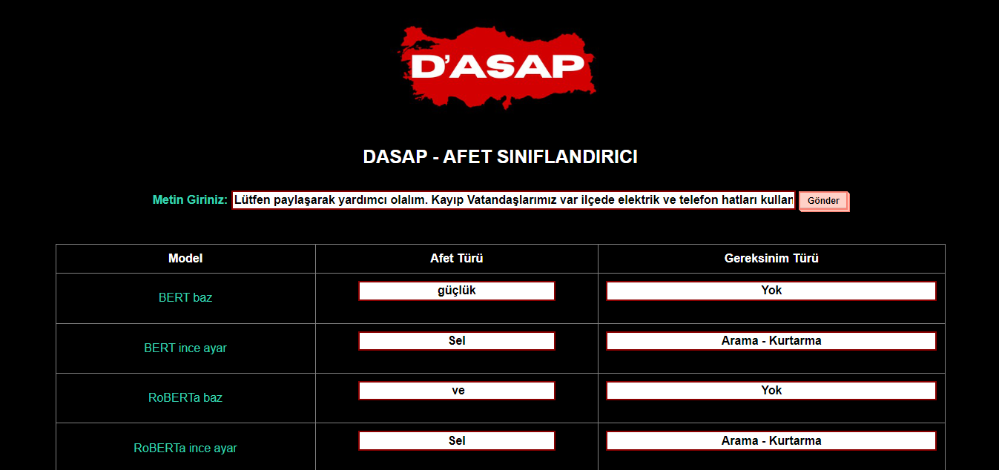 D'ASAP
DASAP - AFET SINIFLANDIRICI
Metin Giriniz: Lütfen paylaşarak yardımcı olalım. Kayıp Vatandaşlarımız var ilçede elektrik ve telefon hatları kullan Gönder
Model Afet Türü Gereksinim Türü
BERT baz güçlük Yok
BERT ince ayar Sel Arama - Kurtarma
RoBERTa baz ve Yok
RoBERTa ince ayar Sel Arama - Kurtarma